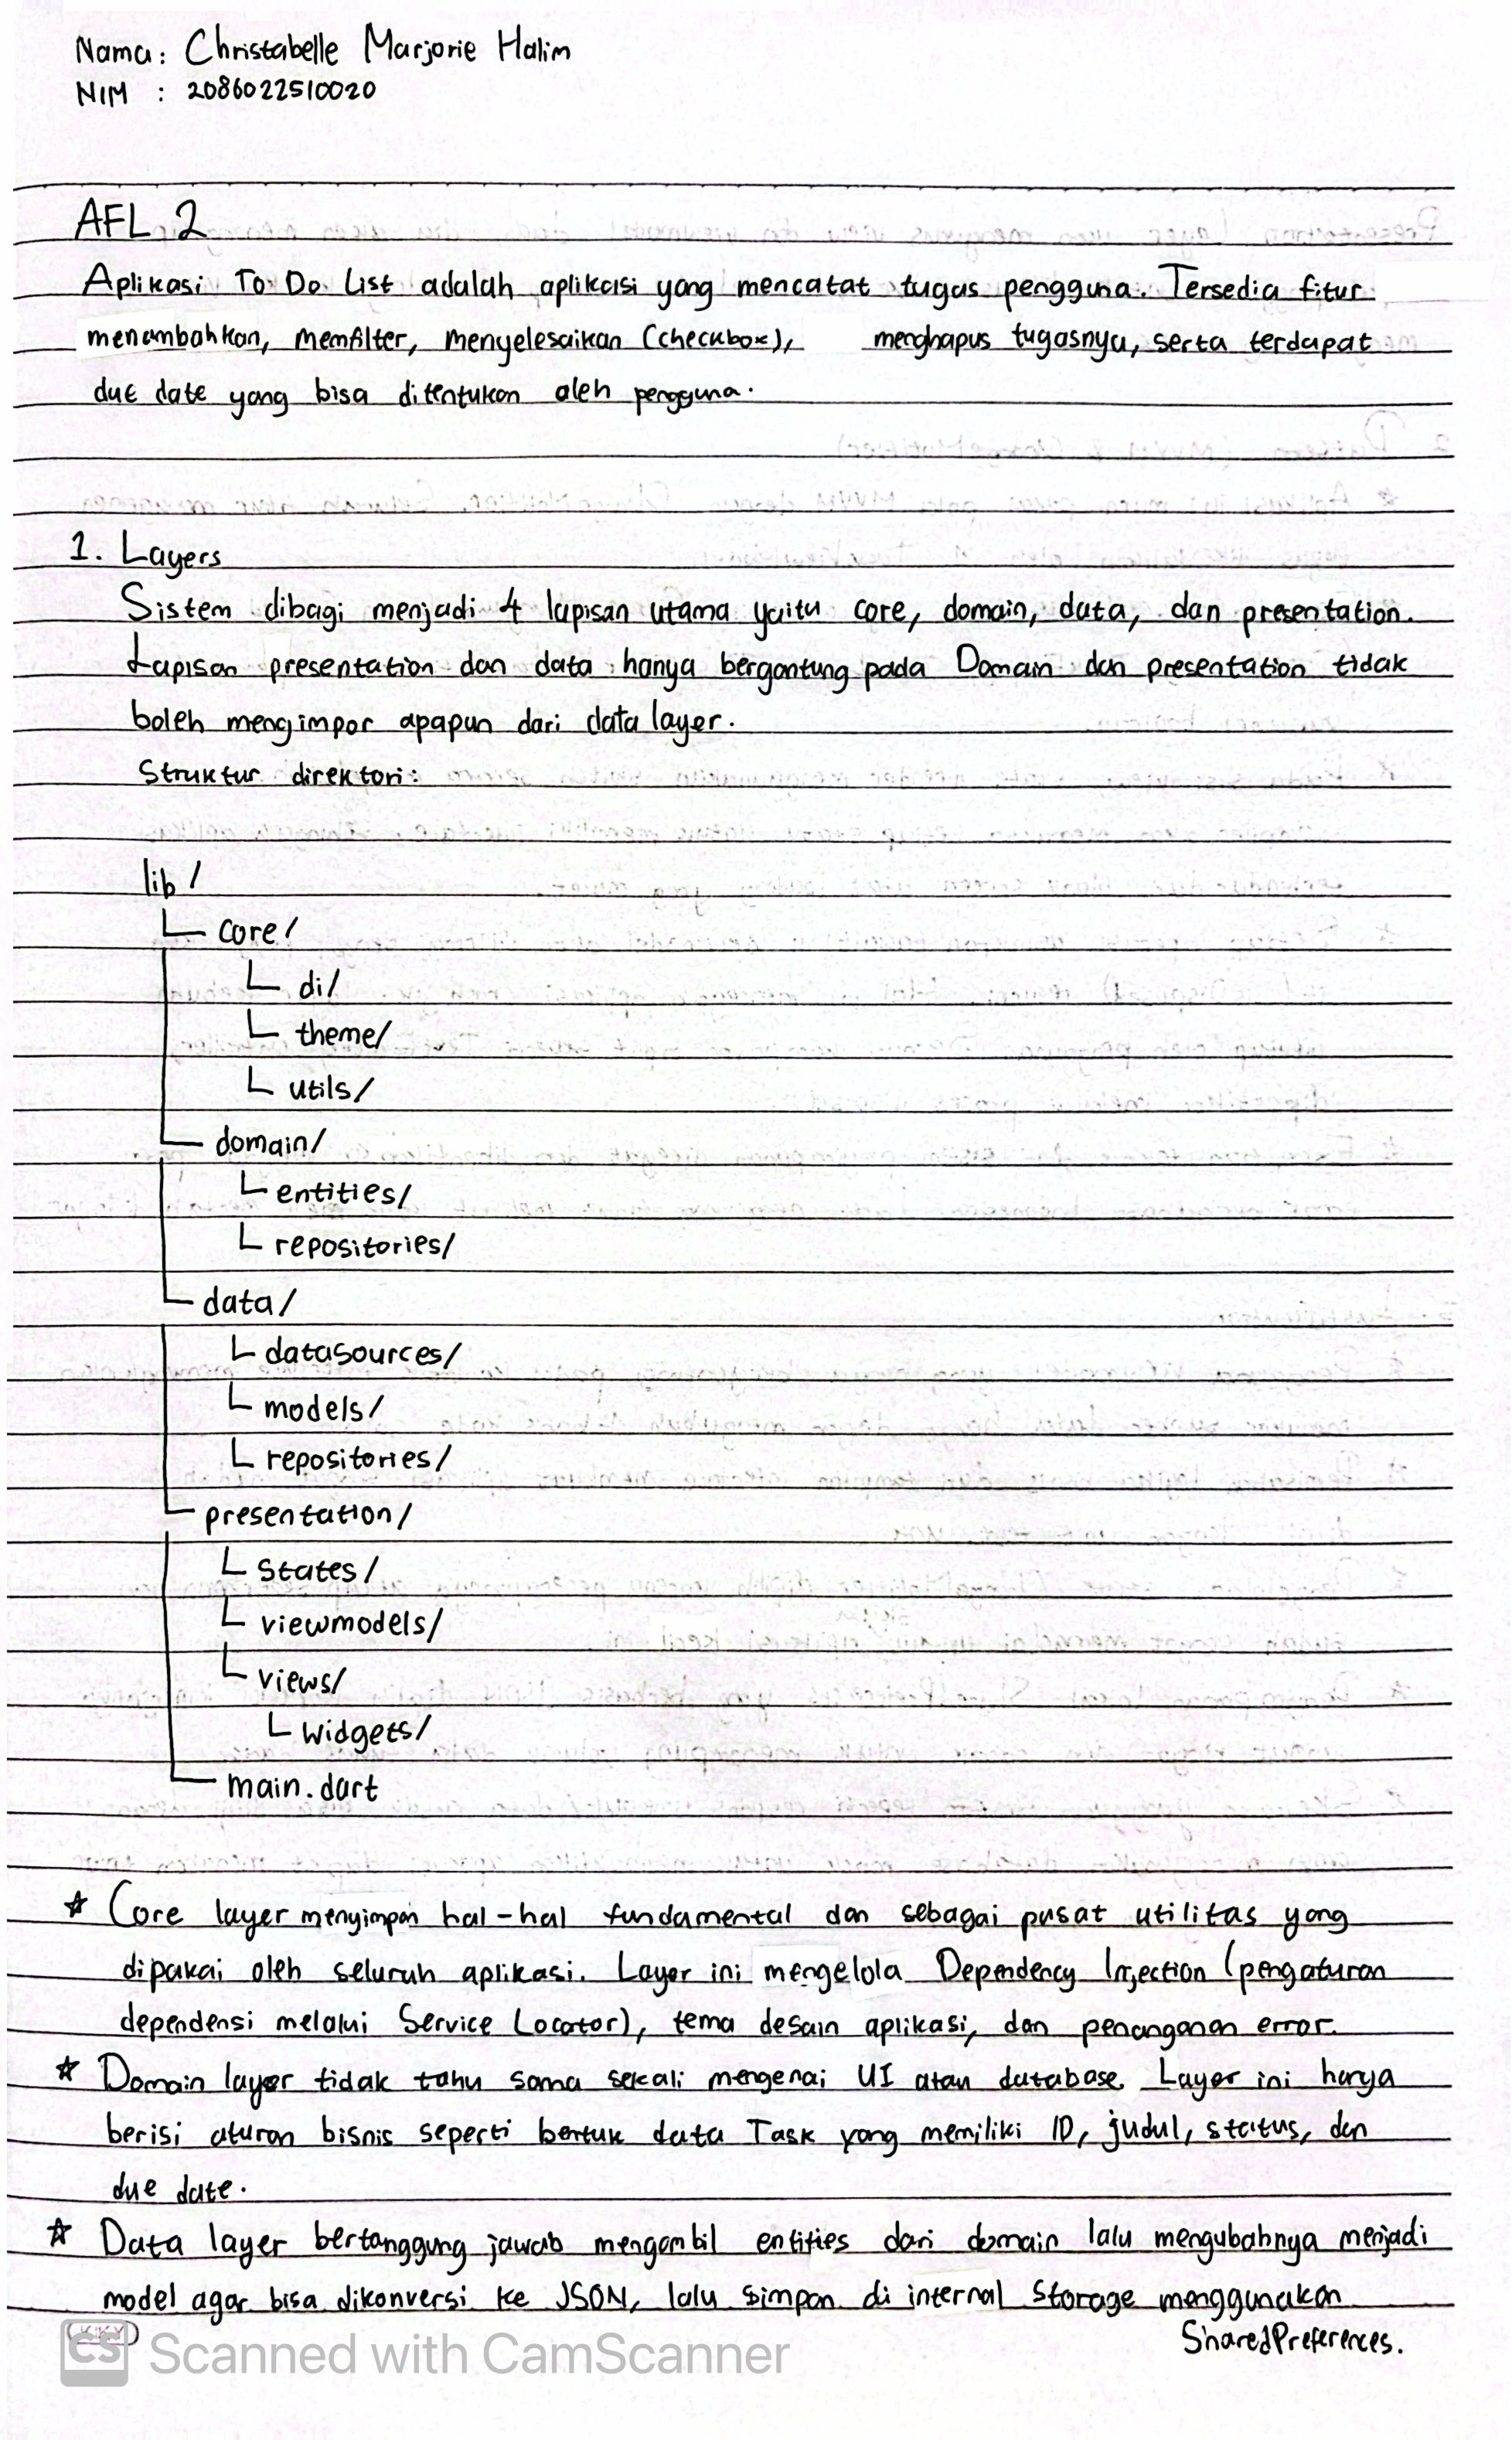 Nama: Christabelle Marjorie Halim
NIM : 2086022510020
AFL 2
Aplikasi To Do List adalah aplikasi yang mencatat tugas pengguna. Tersedia fitur
menambahkan, memfilter, menyelesaikan (checkbox), menghapus tugasnya, serta terdapat
due date yang bisa ditentukan oleh pengguna.
1. Layers
Sistem dibagi menjadi 4 lapisan utama yaitu core, domain, data, dan presentation.
Lapisan presentation dan data hanya bergantung pada Domain dan presentation tidak
boleh mengimpor apapun dari data layer.
Struktur direktori:
lib/
└ core/
└ di/
└ theme/
└ utils/
└ domain/
└ entities/
└ repositories/
└ data/
└ datasources/
└ models/
└ repositories/
└ presentation/
└ states/
└ viewmodels/
└ views/
└ widgets/
└ main.dart
☆ Core layer menyimpan hal-hal fundamental dan sebagai pusat utilitas yang
dipakai oleh seluruh aplikasi. Layer ini mengelola Dependency Injection (pengaturan
dependensi melalui Service Locator), tema desain aplikasi, dan penanganan error.
☆ Domain layer tidak tahu sama sekali mengenai UI atau database. Layer ini hanya
berisi aturan bisnis seperti bentuk data Task yang memiliki ID, judul, status, dan
due date.
☆ Data layer bertanggung jawab mengambil entities dari domain lalu mengubahnya menjadi
model agar bisa dikonversi ke JSON, lalu simpan di internal storage menggunakan
SharedPreferences.
CS Scanned with CamScanner